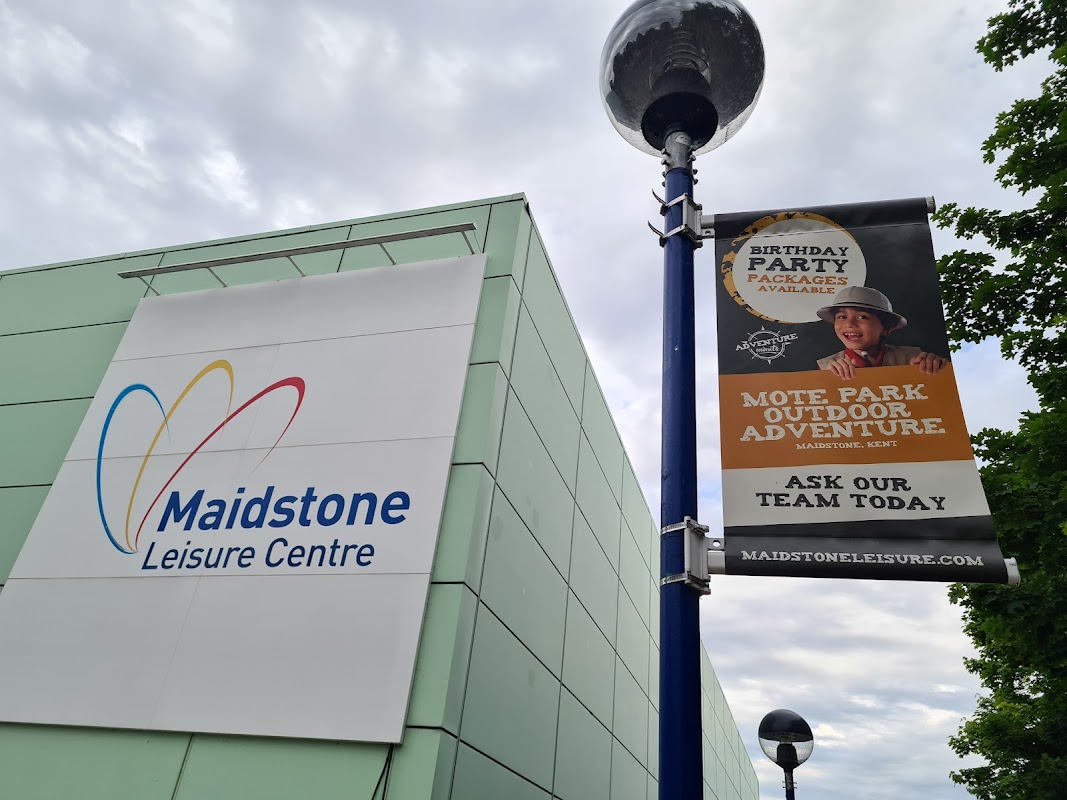 Maidstone
Leisure Centre
BIRTHDAY
PARTY
PACKAGES
AVAILABLE
ADVENTURE
AWAITS
MOTE PARK
OUTDOOR
ADVENTURE
MAIDSTONE, KENT
ASK OUR
TEAM TODAY
MAIDSTONELEISURE.COM